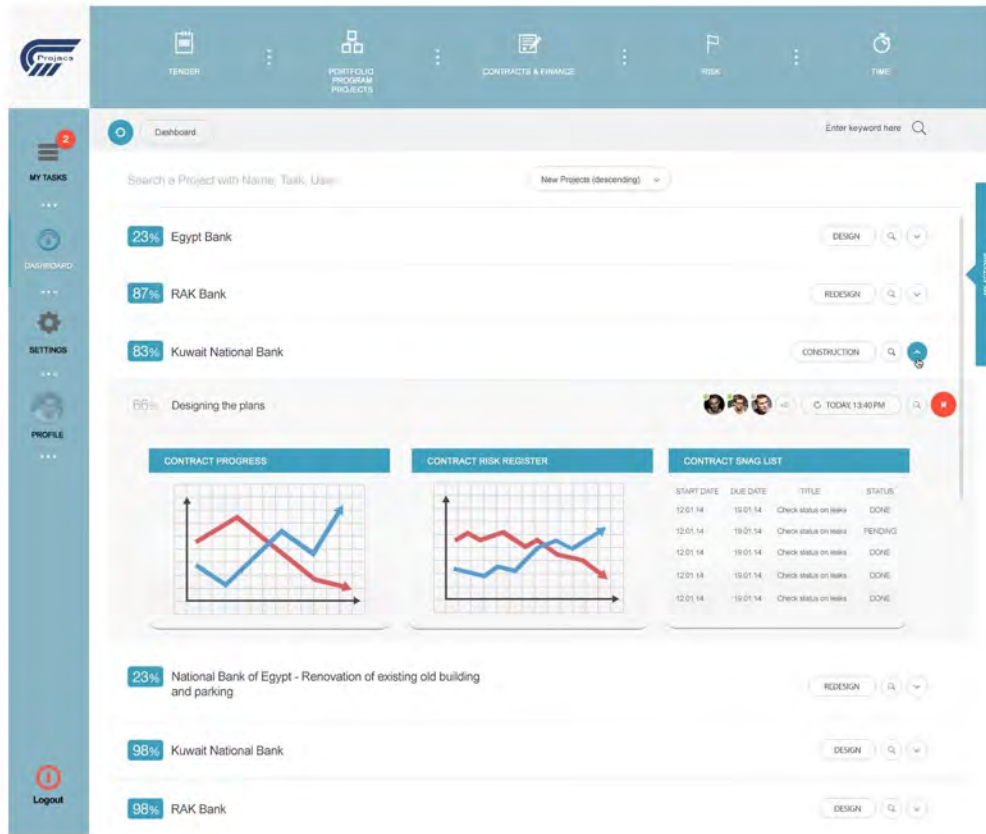 Projacs
TENDER
PORTFOLIO
PROGRAM
PROJECTS
CONTRACTS & FINANCE
RISK
TIME
2
MY TASKS
DASHBOARD
SETTINGS
PROFILE
Logout
Dashboard
Enter keyword here
Search a Project with Name, Task, User
New Projects (descending)
23% Egypt Bank DESIGN
87% RAK Bank REDESIGN
83% Kuwait National Bank CONSTRUCTION
66% Designing the plans TODAY, 13:40 PM
CONTRACT PROGRESS
CONTRACT RISK REGISTER
CONTRACT SNAG LIST
START DATE DUE DATE TITLE STATUS
12.01.14 19.01.14 Check status on leaks DONE
12.01.14 19.01.14 Check status on leaks PENDING
12.01.14 19.01.14 Check status on leaks DONE
12.01.14 19.01.14 Check status on leaks DONE
12.01.14 19.01.14 Check status on leaks DONE
23% National Bank of Egypt - Renovation of existing old building
and parking REDESIGN
98% Kuwait National Bank DESIGN
98% RAK Bank DESIGN